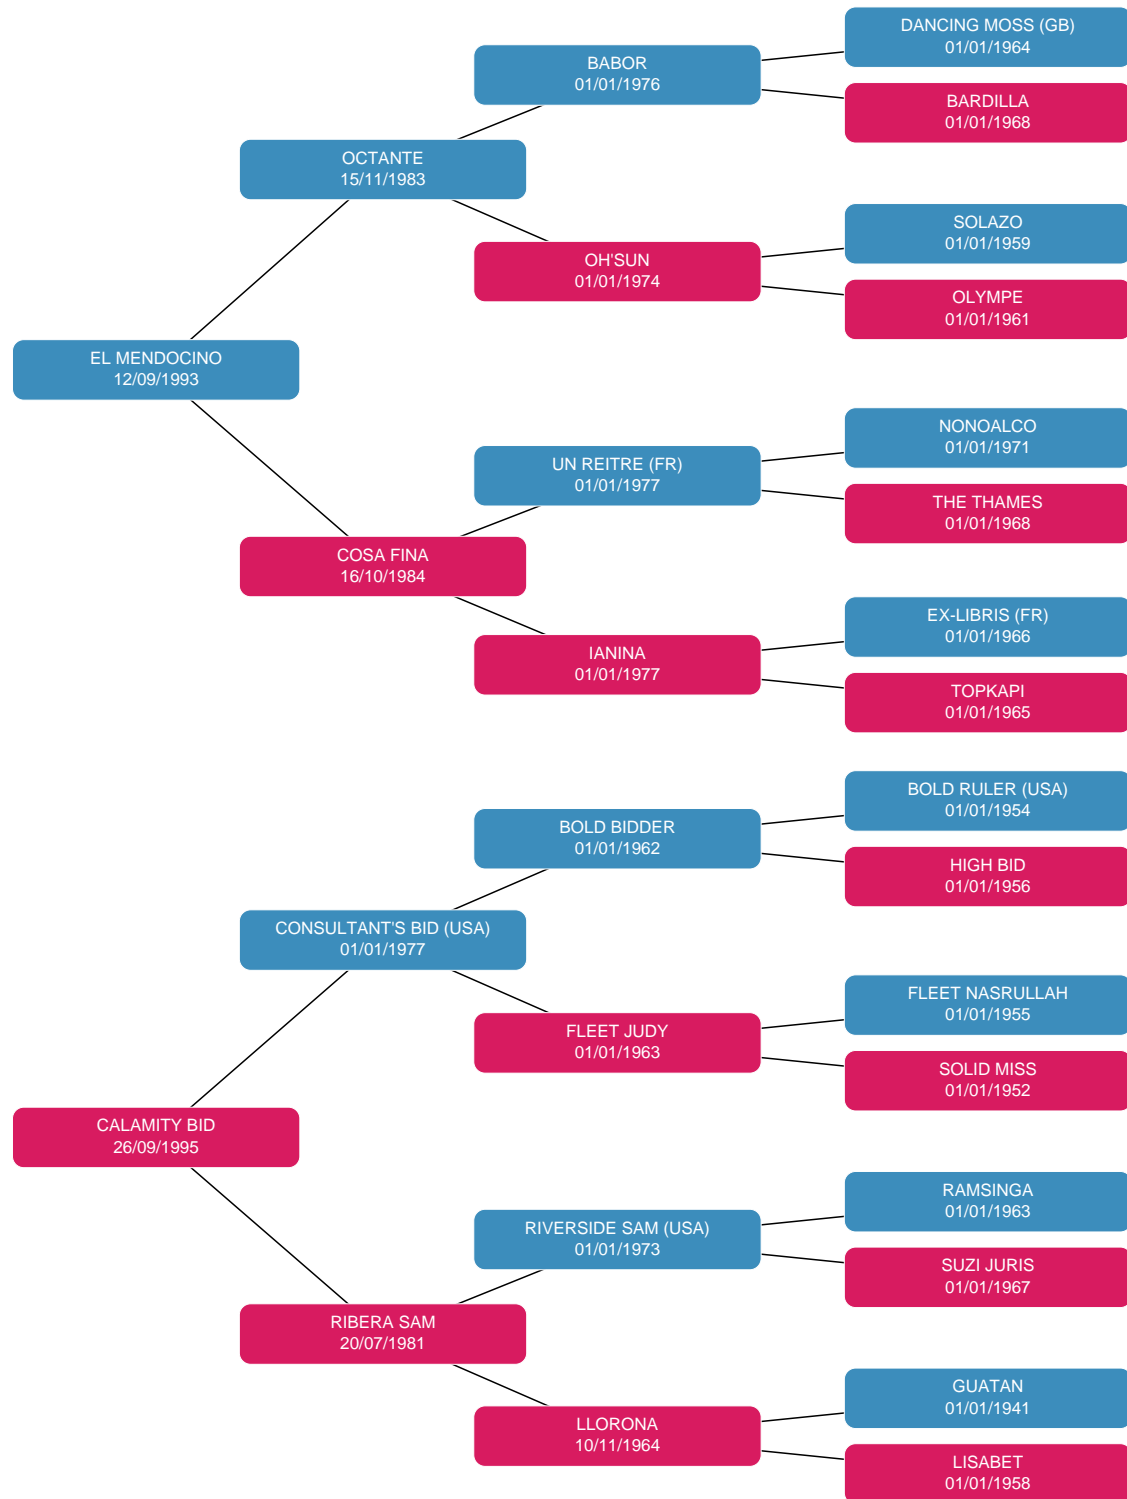 DANCING MOSS (GB)
01/01/1964
BABOR
01/01/1976
BARDILLA
01/01/1968
OCTANTE
15/11/1983
SOLAZO
01/01/1959
OH'SUN
01/01/1974
OLYMPE
01/01/1961
EL MENDOCINO
12/09/1993
NONOALCO
01/01/1971
UN REITRE (FR)
01/01/1977
THE THAMES
01/01/1968
COSA FINA
16/10/1984
EX-LIBRIS (FR)
01/01/1966
IANINA
01/01/1977
TOPKAPI
01/01/1965
BOLD RULER (USA)
01/01/1954
BOLD BIDDER
01/01/1962
HIGH BID
01/01/1956
CONSULTANT'S BID (USA)
01/01/1977
FLEET NASRULLAH
01/01/1955
FLEET JUDY
01/01/1963
SOLID MISS
01/01/1952
CALAMITY BID
26/09/1995
RAMSINGA
01/01/1963
RIVERSIDE SAM (USA)
01/01/1973
SUZI JURIS
01/01/1967
RIBERA SAM
20/07/1981
GUATAN
01/01/1941
LLORONA
10/11/1964
LISABET
01/01/1958